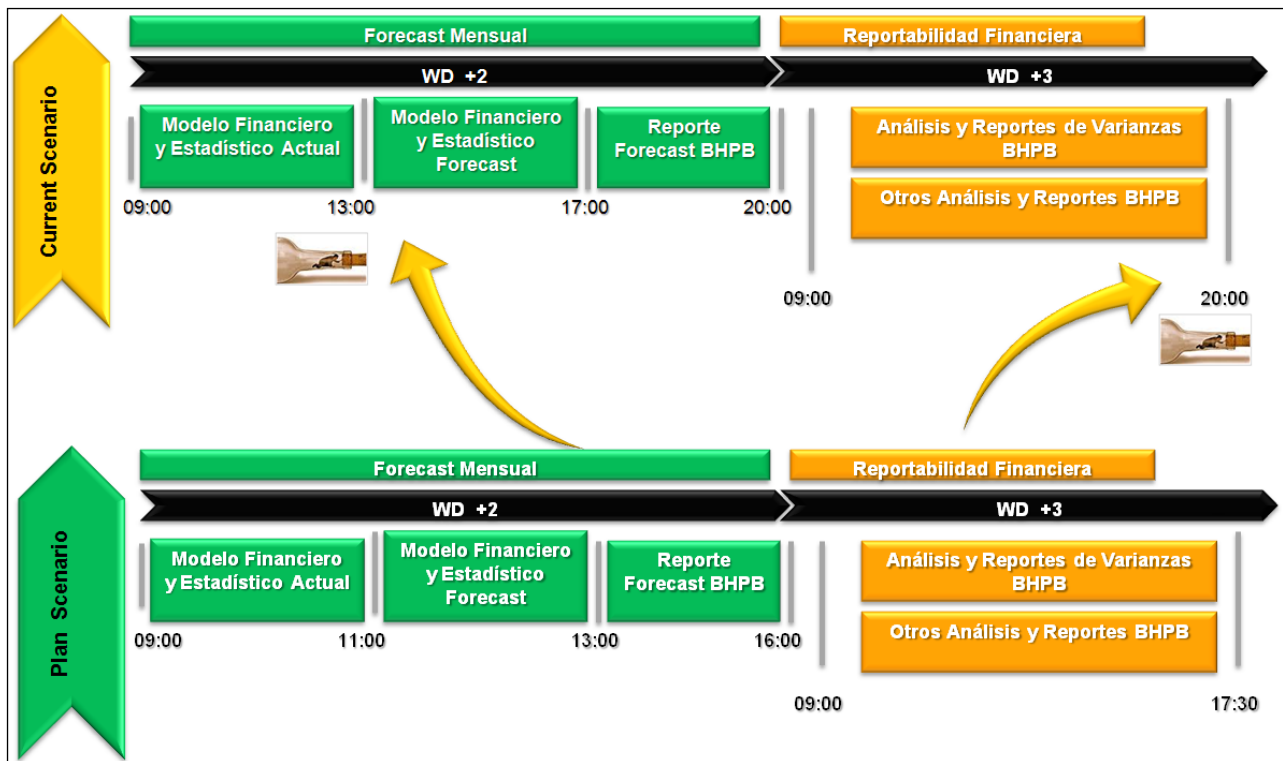 Current Scenario
Forecast Mensual
Reportabilidad Financiera
WD +2
WD +3
Modelo Financiero
y Estadístico Actual
Modelo Financiero
y Estadístico
Forecast
Reporte
Forecast BHPB
Análisis y Reportes de Varianzas
BHPB
Otros Análisis y Reportes BHPB
09:00
13:00
17:00
20:00
09:00
20:00
Plan Scenario
Forecast Mensual
Reportabilidad Financiera
WD +2
WD +3
Modelo Financiero
y Estadístico Actual
Modelo Financiero
y Estadístico
Forecast
Reporte
Forecast BHPB
Análisis y Reportes de Varianzas
BHPB
Otros Análisis y Reportes BHPB
09:00
11:00
13:00
16:00
09:00
17:30